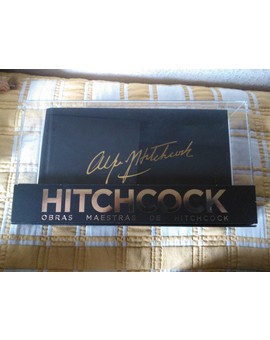 Alfred Hitchcock
HITCHCOCK
OBRAS MAESTRAS DE HITCHCOCK